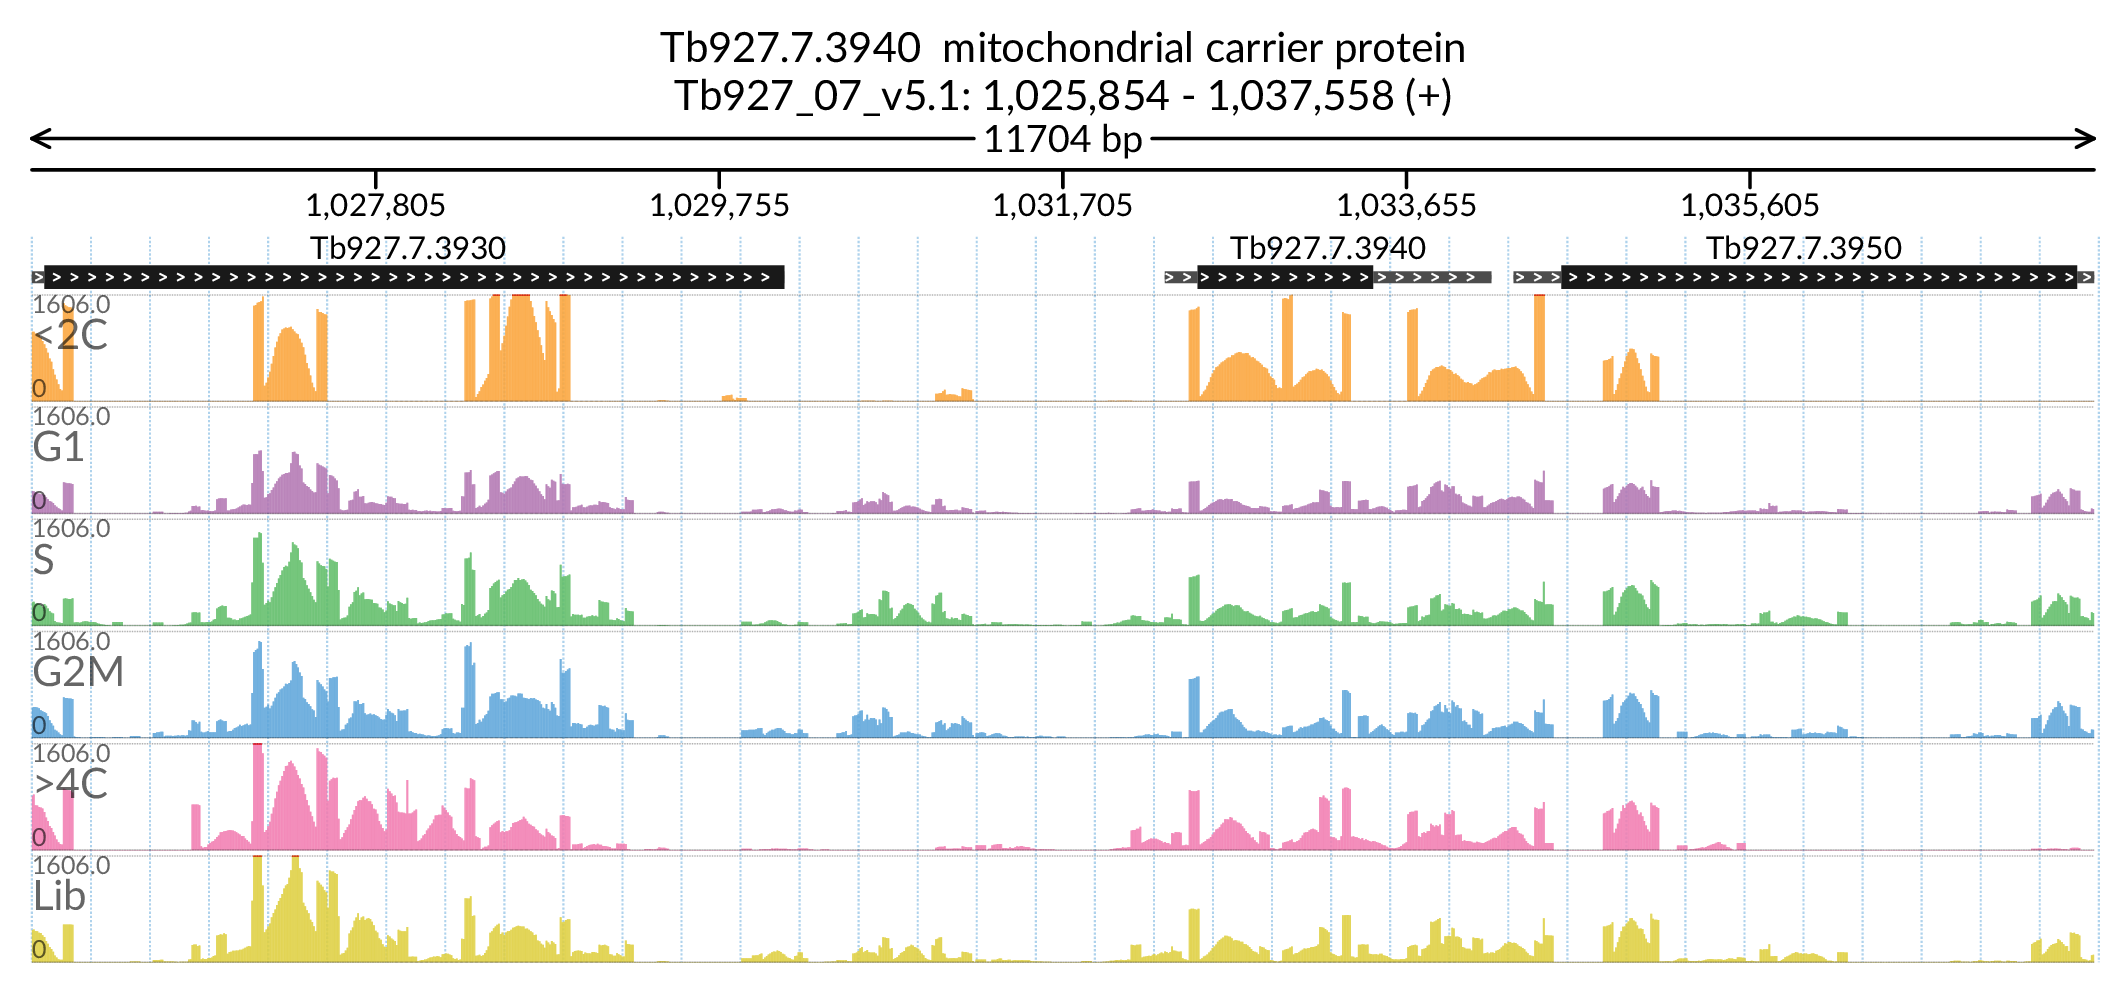 Tb927.7.3940  mitochondrial carrier protein
Tb927_07_v5.1: 1,025,854 - 1,037,558 (+)
11704 bp
1,027,805 1,029,755 1,031,705 1,033,655 1,035,605
Tb927.7.3930 Tb927.7.3940 Tb927.7.3950
1606.0
<2C
0
1606.0
G1
0
1606.0
S
0
1606.0
G2M
0
1606.0
>4C
0
1606.0
Lib
0